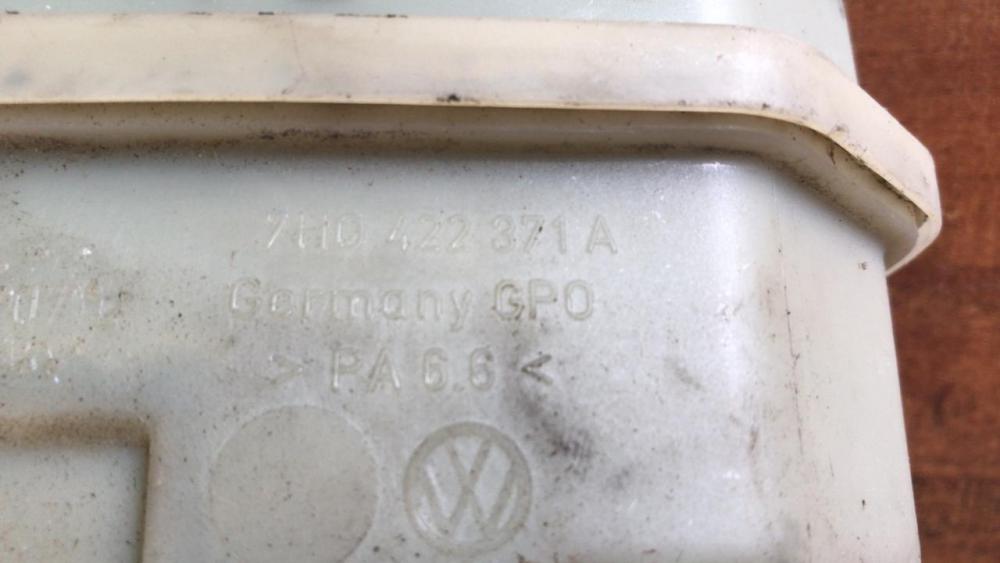 7H0 422 371 A
Germany GPO
> PA 6.6 <